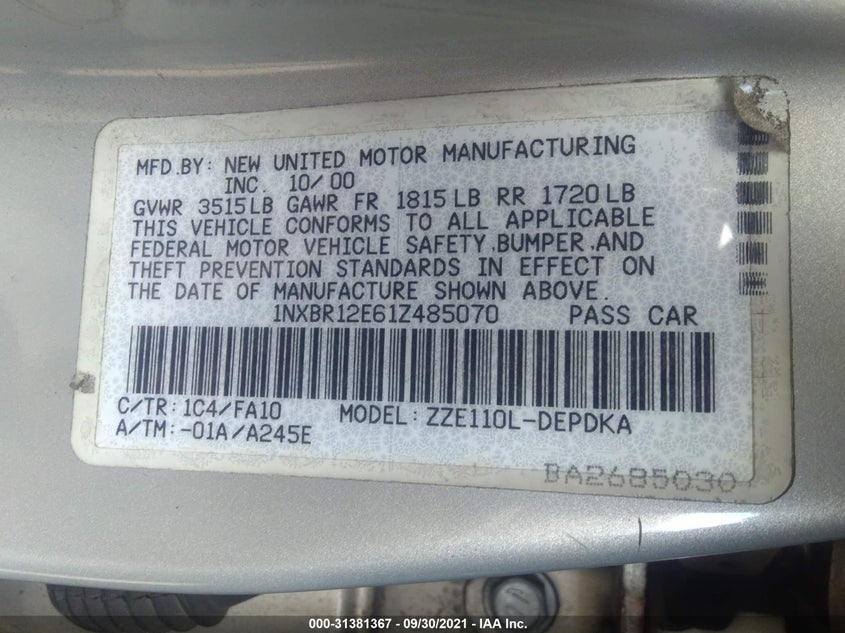 MFD.BY: NEW UNITED MOTOR MANUFACTURING
INC. 10/00
GVWR 3515LB GAWR FR 1815LB RR 1720LB
THIS VEHICLE CONFORMS TO ALL APPLICABLE
FEDERAL MOTOR VEHICLE SAFETY,BUMPER,AND
THEFT PREVENTION STANDARDS IN EFFECT ON
THE DATE OF MANUFACTURE SHOWN ABOVE.
1NXBR12E61Z485070 PASS CAR
C/TR: 1C4/FA10 MODEL: ZZE110L-DEPDKA
A/TM: -01A/A245E
BA2685030
000-31381367 - 09/30/2021 - IAA Inc.